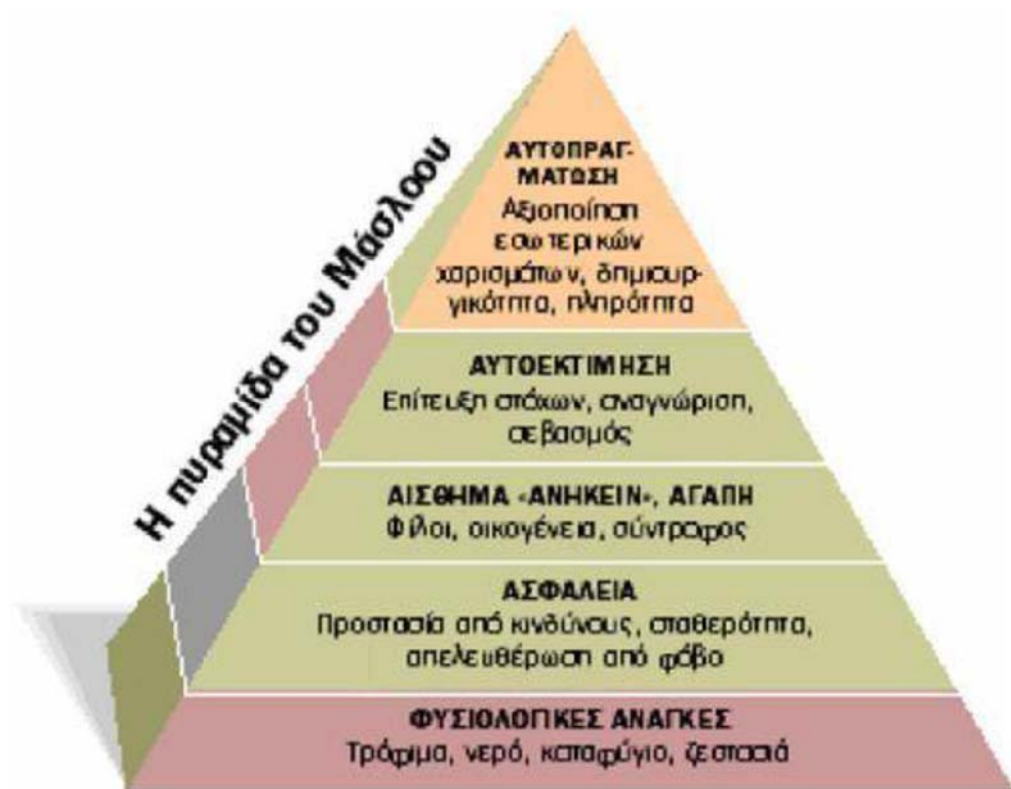 Η πυραμίδα του Μάσλοου
ΑΥΤΟΠΡΑΓ-
ΜΑΤΩΣΗ
Αξιοποίηση
εσωτερικών
χαρισμάτων, δημιουρ-
γικότητα, πληρότητα
ΑΥΤΟΕΚΤΙΜΗΣΗ
Επίτευξη στόχων, αναγνώριση,
σεβασμός
ΑΙΣΘΗΜΑ «ΑΝΗΚΕΙΝ», ΑΓΑΠΗ
Φίλοι, οικογένεια, σύντροφος
ΑΣΦΑΛΕΙΑ
Προστασία από κινδύνους, σταθερότητα,
απελευθέρωση από φόβο
ΦΥΣΙΟΛΟΓΙΚΕΣ ΑΝΑΓΚΕΣ
Τρόφιμα, νερό, καταφύγιο, ζεστασιά